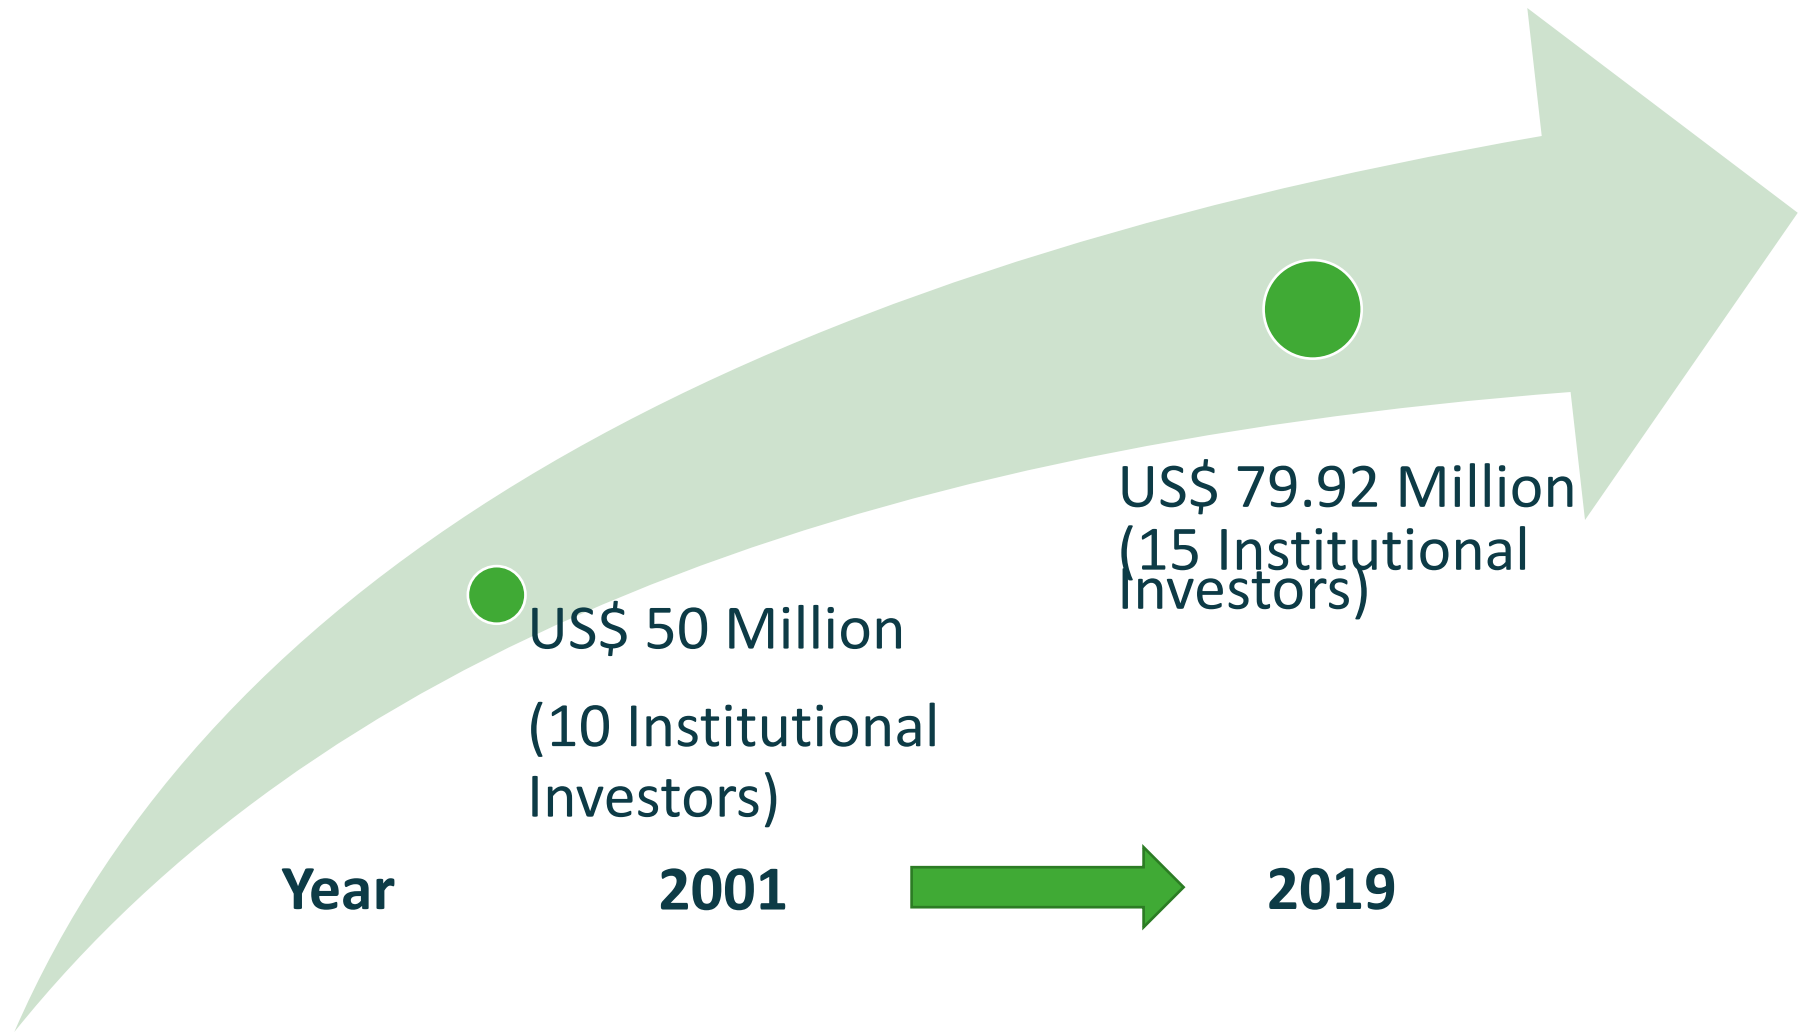 US$ 79.92 Million
(15 Institutional
Investors)
US$ 50 Million
(10 Institutional
Investors)
Year 2001 2019